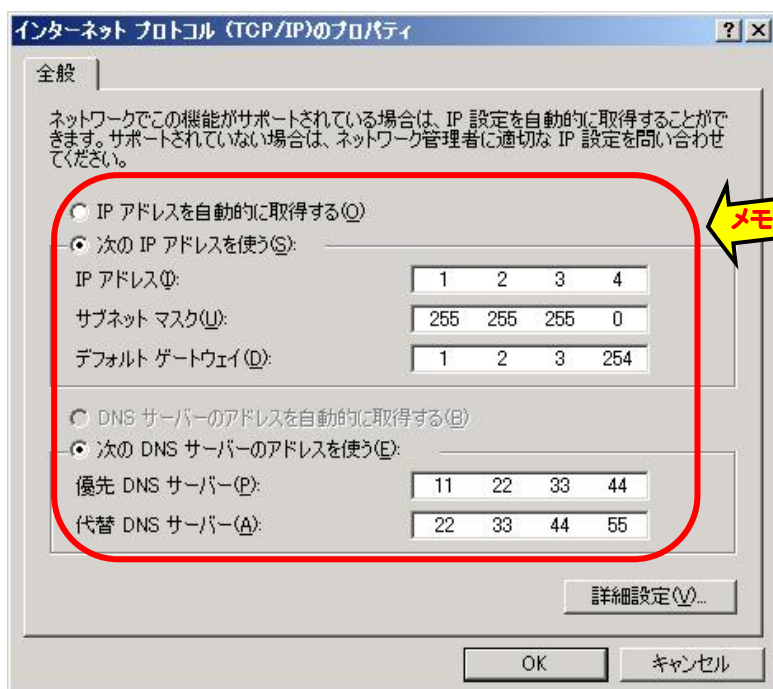 インターネット プロトコル (TCP/IP)のプロパティ
全般
ネットワークでこの機能がサポートされている場合は、IP 設定を自動的に取得することがで
きます。サポートされていない場合は、ネットワーク管理者に適切な IP 設定を問い合わせ
てください。
IP アドレスを自動的に取得する(O)
次の IP アドレスを使う(S):
IP アドレス(I): 1 2 3 4
サブネット マスク(U): 255 255 255 0
デフォルト ゲートウェイ(D): 1 2 3 254
DNS サーバーのアドレスを自動的に取得する(B)
次の DNS サーバーのアドレスを使う(E):
優先 DNS サーバー(P): 11 22 33 44
代替 DNS サーバー(A): 22 33 44 55
メモ
詳細設定(V)...
OK キャンセル